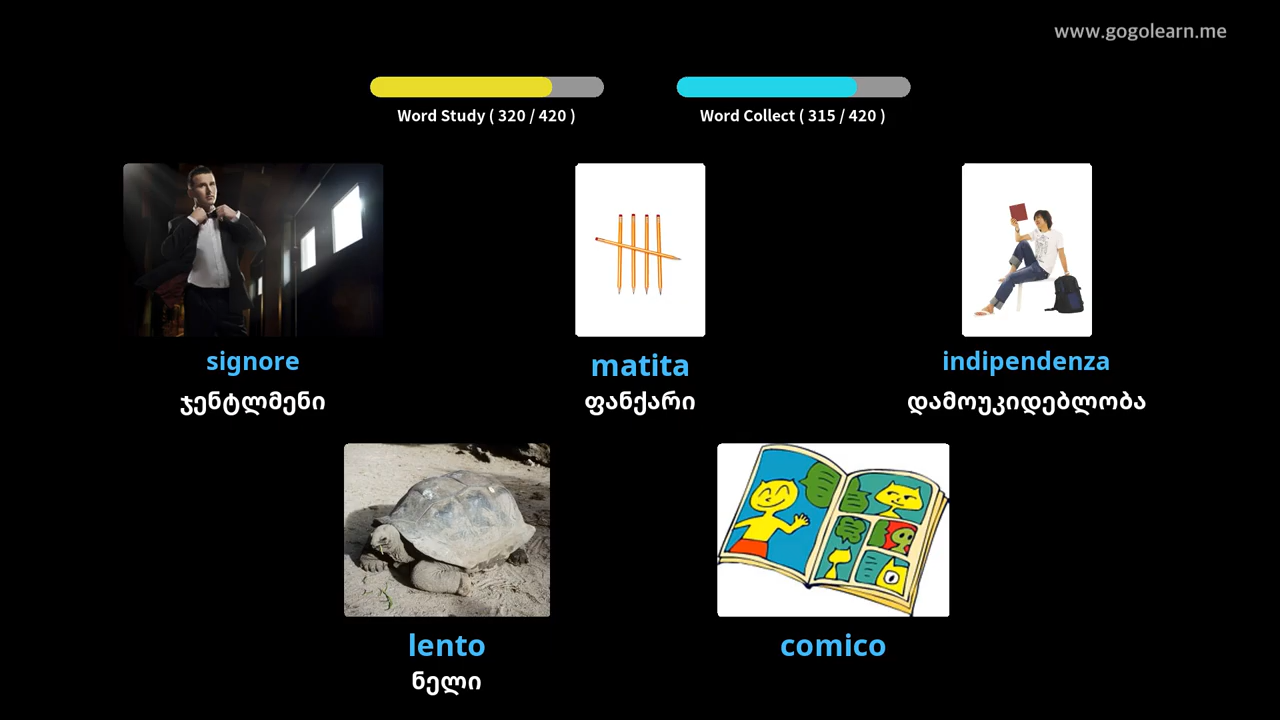 www.gogolearn.me
Word Study ( 320 / 420 )
Word Collect ( 315 / 420 )
signore
matita
indipendenza
ჯენტლმენი
ფანქარი
დამოუკიდებლობა
lento
comico
ნელი